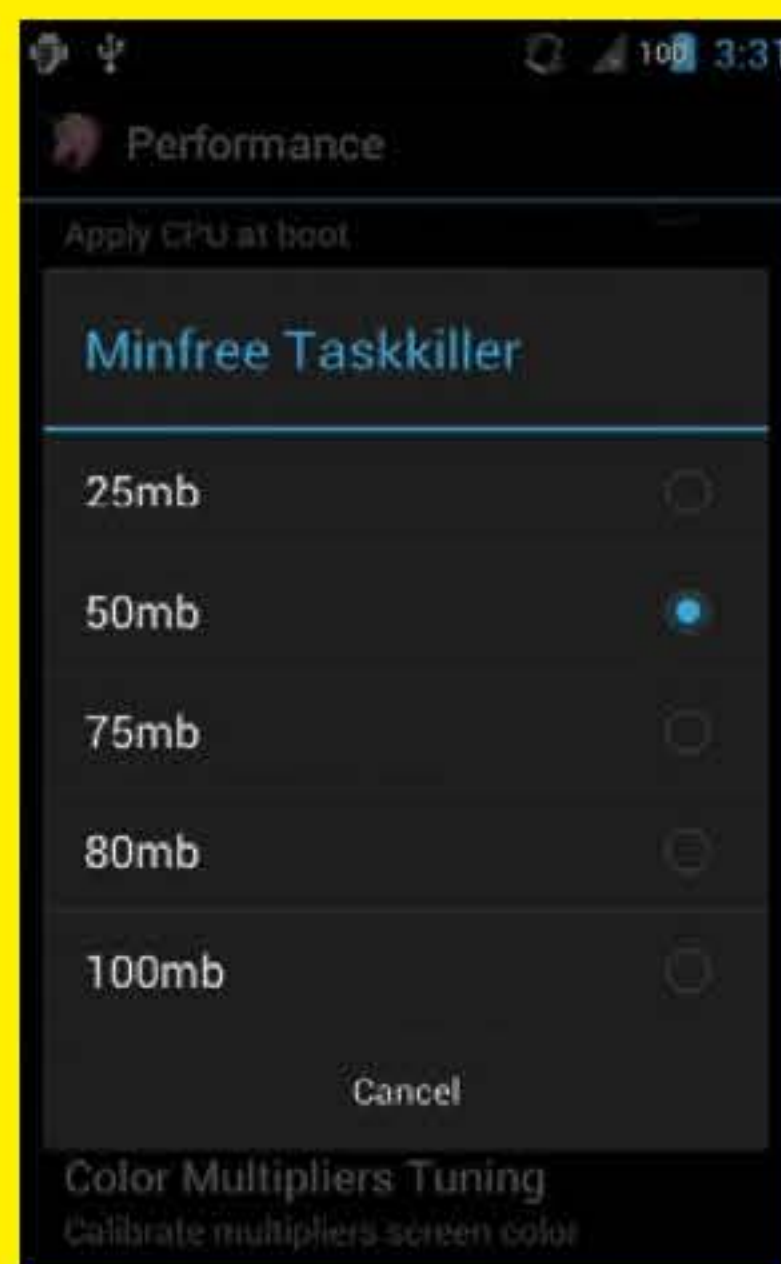 100 3:31
Performance
Apply CPU at boot
Minfree Taskkiller
25mb
50mb
75mb
80mb
100mb
Cancel
Color Multipliers Tuning
Calibrate multipliers screen color